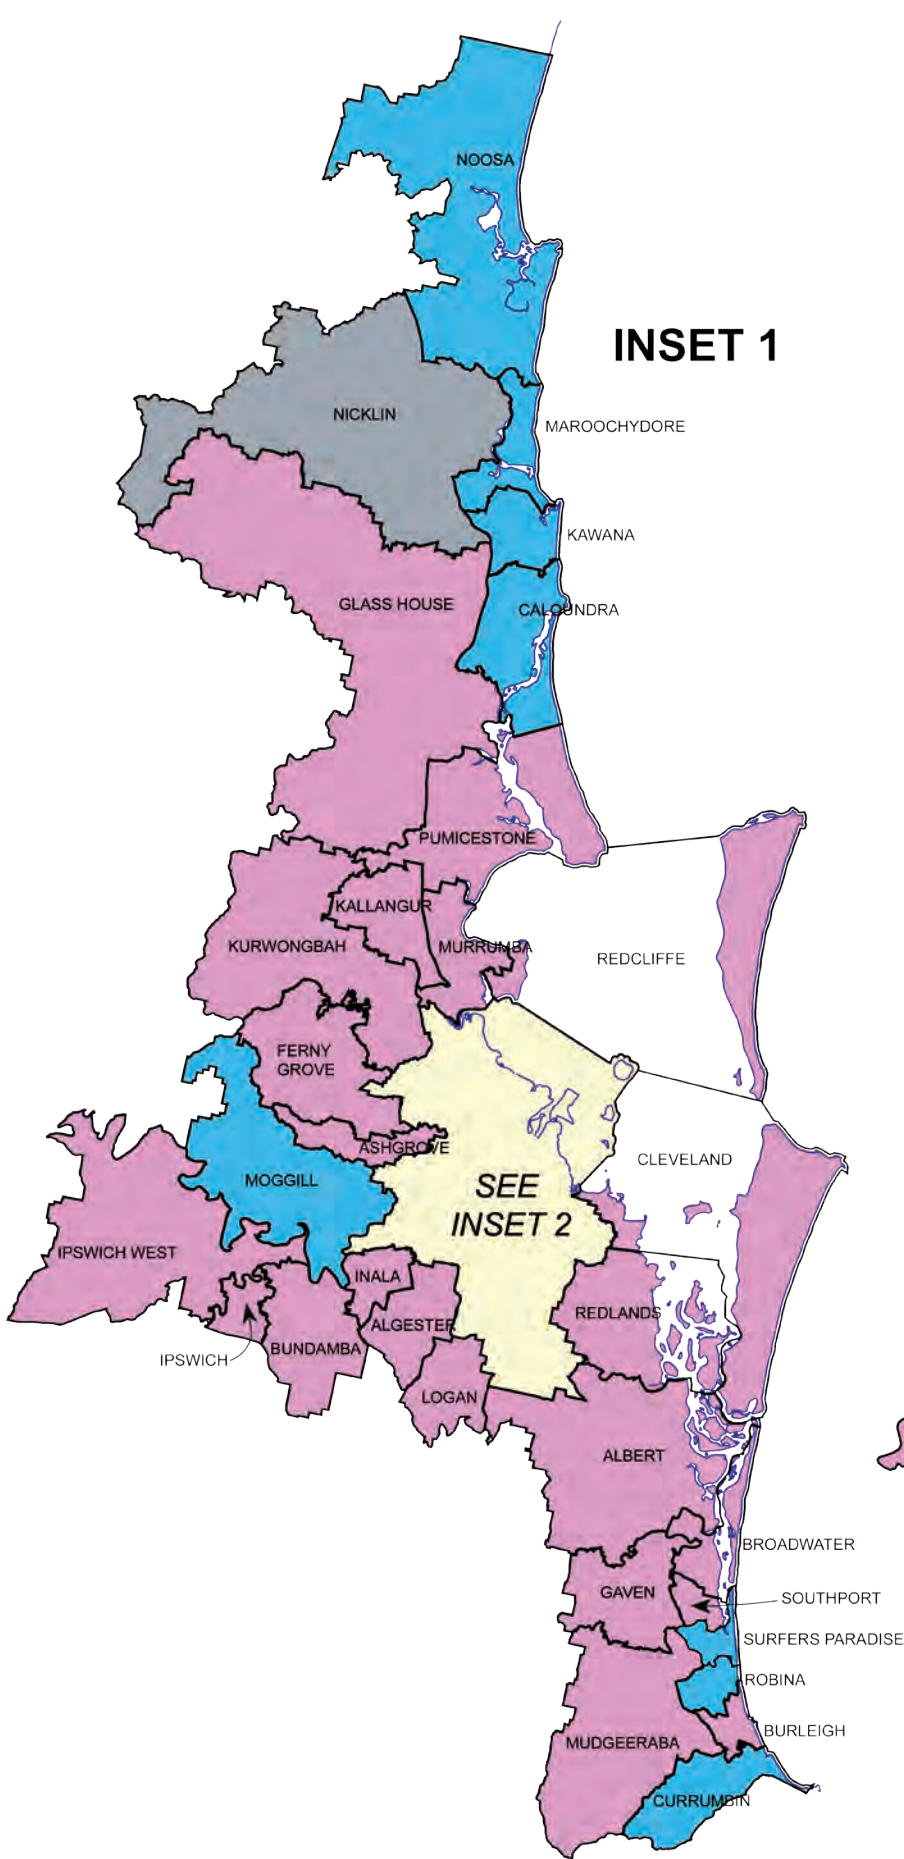 NOOSA
INSET 1
NICKLIN
MAROOCHYDORE
KAWANA
GLASS HOUSE
CALOUNDRA
PUMICESTONE
KALLANGUR
KURWONGBAH
MURRUMBA
REDCLIFFE
FERNY
GROVE
ASHGROVE
CLEVELAND
MOGGILL
SEE
INSET 2
IPSWICH WEST
INALA
REDLANDS
ALGESTER
BUNDAMBA
IPSWICH
LOGAN
ALBERT
BROADWATER
GAVEN
SOUTHPORT
SURFERS PARADISE
ROBINA
BURLEIGH
MUDGEERABA
CURRUMBIN